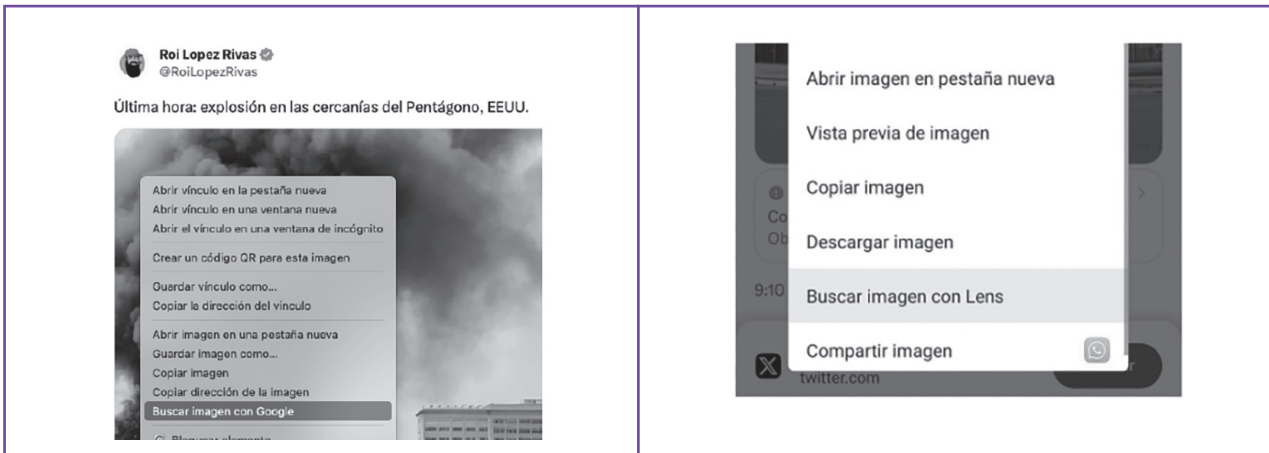 Roi Lopez Rivas
@RoiLopezRivas
Última hora: explosión en las cercanías del Pentágono, EEUU.
Abrir vínculo en la pestaña nueva
Abrir vínculo en una ventana nueva
Abrir el vínculo en una ventana de incógnito
Crear un código QR para esta imagen
Guardar vínculo como...
Copiar la dirección del vínculo
Abrir imagen en una pestaña nueva
Guardar imagen como...
Copiar imagen
Copiar dirección de la imagen
Buscar imagen con Google
Bloquear elemento
Abrir imagen en pestaña nueva
Vista previa de imagen
Copiar imagen
Co
Descargar imagen
Ob
9:10
Buscar imagen con Lens
Compartir imagen
twitter.com
r